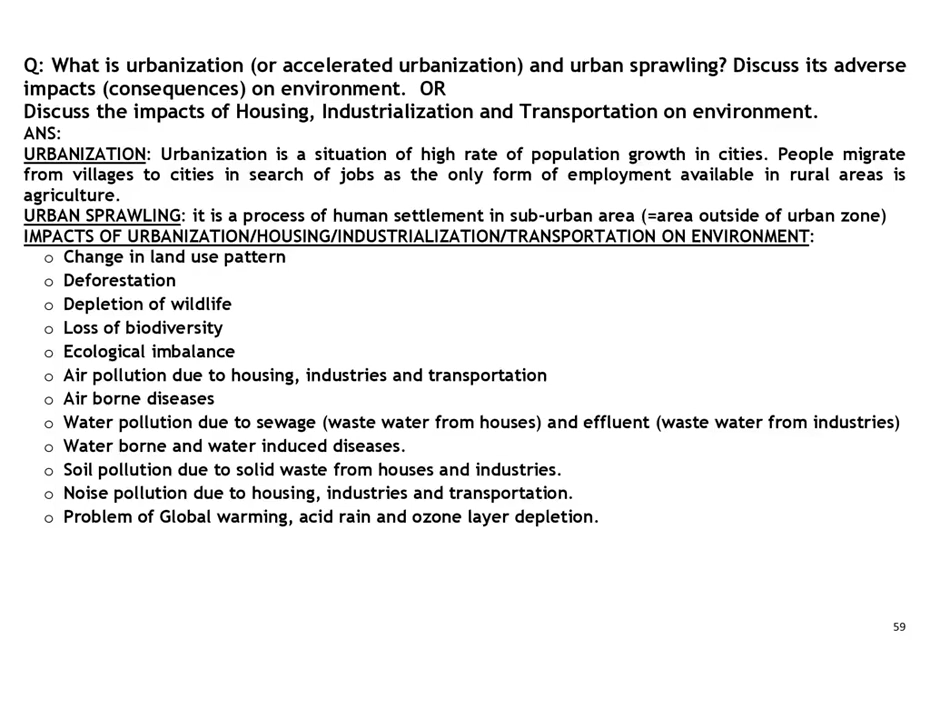 Q: What is urbanization (or accelerated urbanization) and urban sprawling? Discuss its adverse
impacts (consequences) on environment. OR
Discuss the impacts of Housing, Industrialization and Transportation on environment.
ANS:
URBANIZATION: Urbanization is a situation of high rate of population growth in cities. People migrate
from villages to cities in search of jobs as the only form of employment available in rural areas is
agriculture.
URBAN SPRAWLING: it is a process of human settlement in sub-urban area (=area outside of urban zone)
IMPACTS OF URBANIZATION/HOUSING/INDUSTRIALIZATION/TRANSPORTATION ON ENVIRONMENT:
o Change in land use pattern
o Deforestation
o Depletion of wildlife
o Loss of biodiversity
o Ecological imbalance
o Air pollution due to housing, industries and transportation
o Air borne diseases
o Water pollution due to sewage (waste water from houses) and effluent (waste water from industries)
o Water borne and water induced diseases.
o Soil pollution due to solid waste from houses and industries.
o Noise pollution due to housing, industries and transportation.
o Problem of Global warming, acid rain and ozone layer depletion.
59